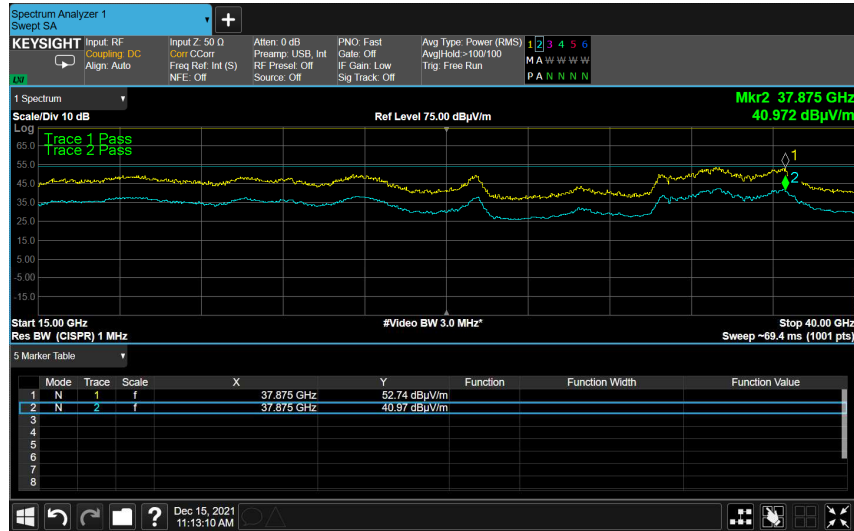 Spectrum Analyzer 1
Swept SA
+
KEYSIGHT Input: RF
Coupling: DC
Align: Auto
Input Z: 50 Ω
Corr CCorr
Freq Ref: Int (S)
NFE: Off
Atten: 0 dB
Preamp: USB, Int
RF Presel: Off
Source: Off
PNO: Fast
Gate: Off
IF Gain: Low
Sig Track: Off
Avg Type: Power (RMS)
Avg|Hold:>100/100
Trig: Free Run
1 2 3 4 5 6
M A W W W W
P A N N N N
LXI
1 Spectrum
Mkr2 37.875 GHz
Scale/Div 10 dB
Ref Level 75.00 dBµV/m
40.972 dBµV/m
Log
Trace 1 Pass
Trace 2 Pass
65.0
55.0
45.0
35.0
25.0
15.0
5.00
-5.00
-15.0
1
2
Start 15.00 GHz
#Video BW 3.0 MHz*
Stop 40.00 GHz
Res BW (CISPR) 1 MHz
Sweep ~69.4 ms (1001 pts)
5 Marker Table
Mode Trace Scale X Y Function Function Width Function Value
1 N 1 f 37.875 GHz 52.74 dBµV/m
2 N 2 f 37.875 GHz 40.97 dBµV/m
3
4
5
6
7
8
?
Dec 15, 2021
11:13:10 AM